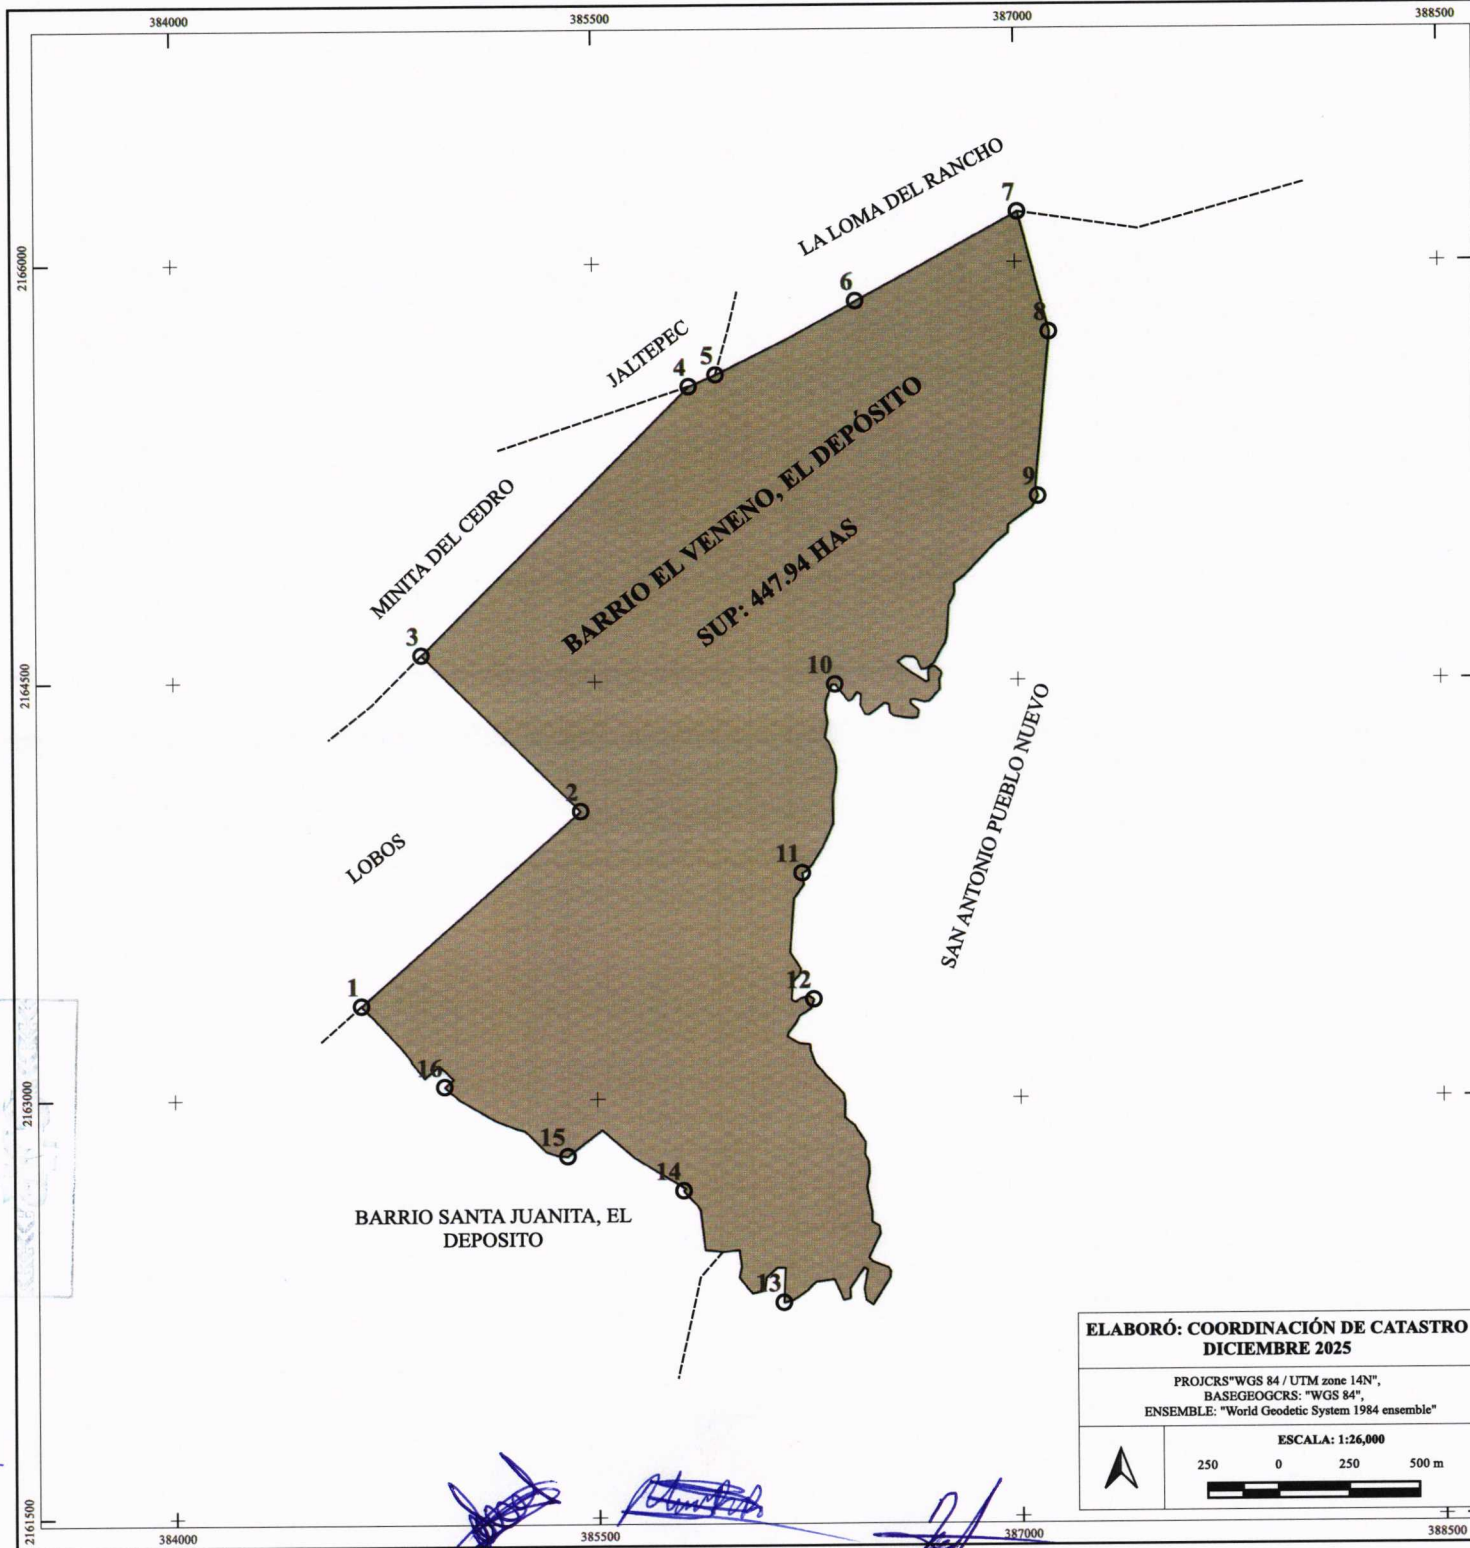 384000
385500
387000
388500
LA LOMA DEL RANCHO
7
2166000
6
8
JALTEPEC
5
4
BARRIO EL VENENO, EL DEPÓSITO
9
MINITA DEL CEDRO
SUP: 447.94 HAS
3
10
2164500
SAN ANTONIO PUEBLO NUEVO
2
LOBOS
11
12
1
16
2163000
15
14
BARRIO SANTA JUANITA, EL
DEPOSITO
13
ELABORÓ: COORDINACIÓN DE CATASTRO
DICIEMBRE 2025
PROJCRS"WGS 84 / UTM zone 14N",
BASEGEOGCRS: "WGS 84",
ENSEMBLE: "World Geodetic System 1984 ensemble"
ESCALA: 1:26,000
250 0 250 500 m
2161500
384000
385500
387000
388500